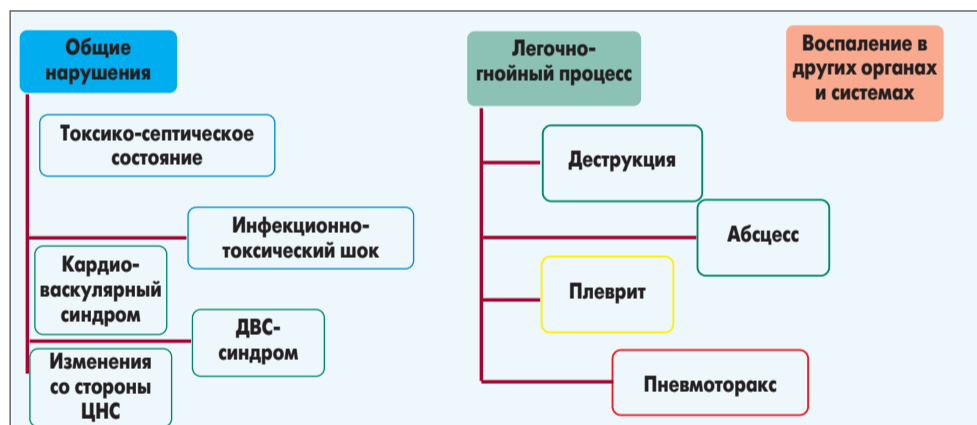 Общие
нарушения
Токсико-септическое
состояние
Инфекционно-
токсический шок
Кардио-
васкулярный
синдром
ДВС-
синдром
Изменения
со стороны
ЦНС
Легочно-
гнойный процесс
Деструкция
Абсцесс
Плеврит
Пневмоторакс
Воспаление в
других органах
и системах